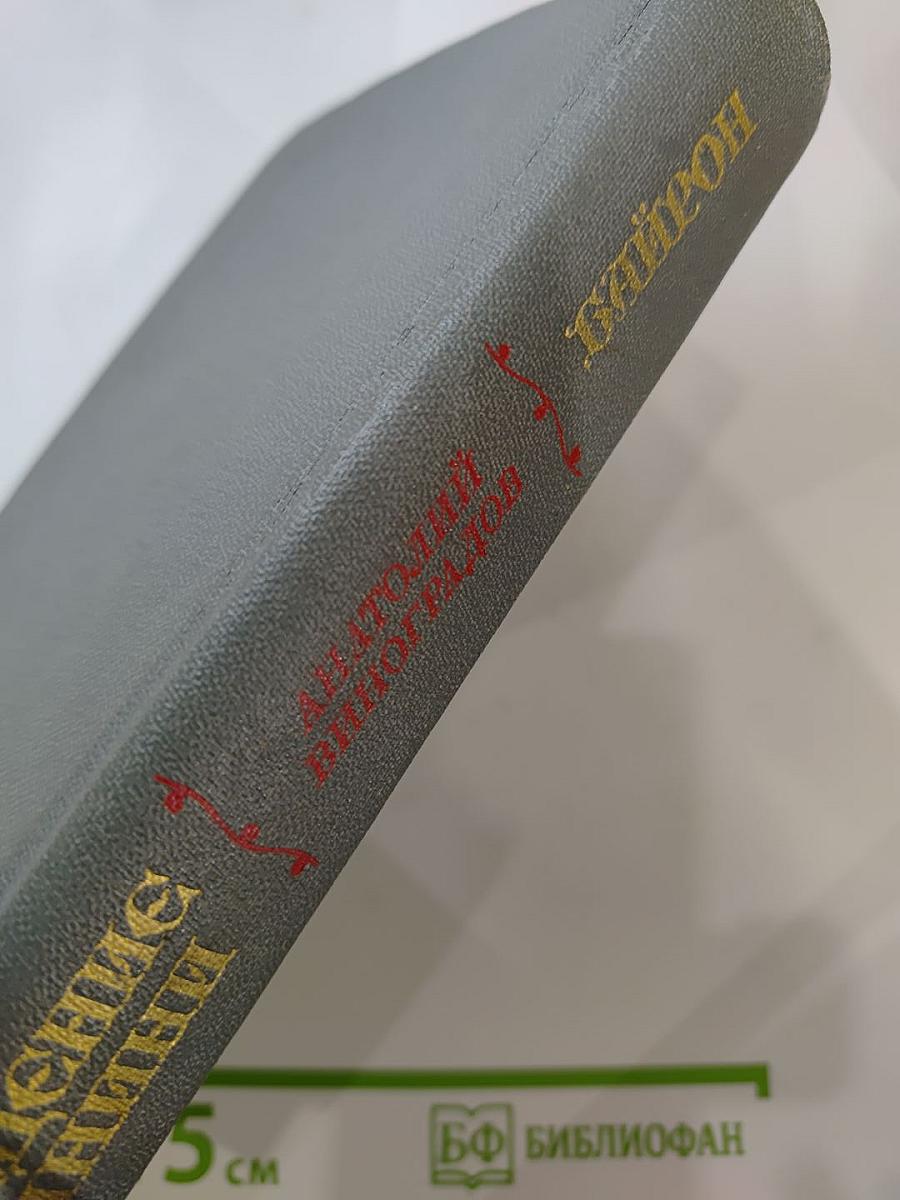 БАЙРОН
АНАТОЛИЙ
ВИНОГРАДОВ
5 см
БФ БИБЛИОФАН